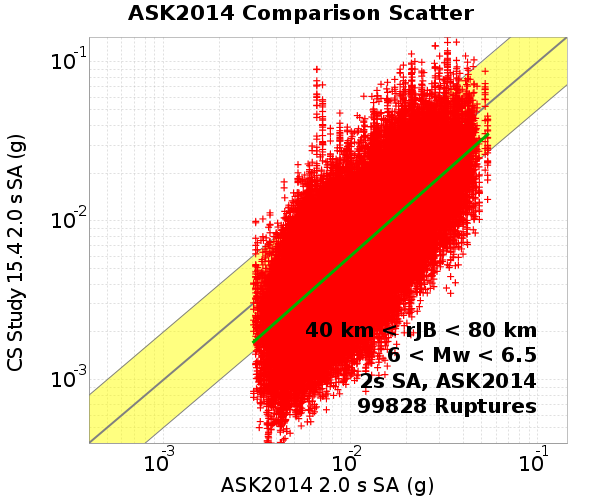 ASK2014 Comparison Scatter
CS Study 15.4 2.0 s SA (g)
10-1
10-2
10-3
40 km < rJB < 80 km
6 < Mw < 6.5
2s SA, ASK2014
99828 Ruptures
10-3
10-2
10-1
ASK2014 2.0 s SA (g)